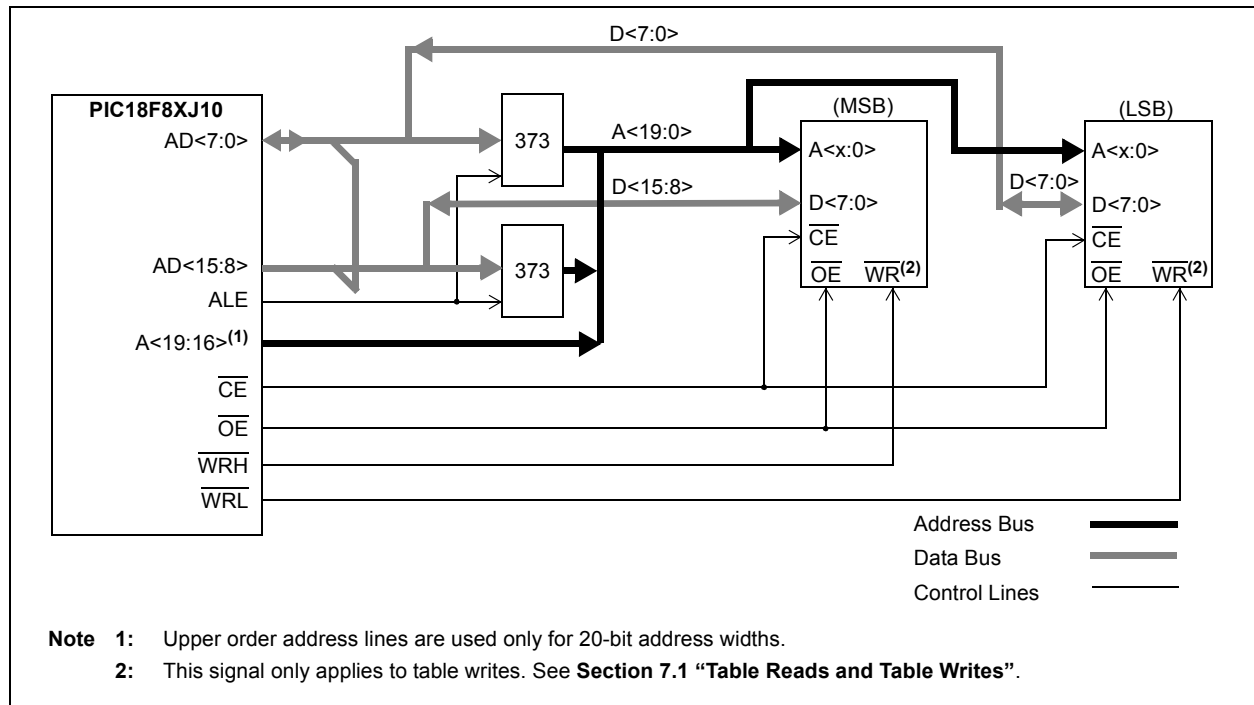 D<7:0>
PIC18F8XJ10
AD<7:0>
AD<15:8>
ALE
A<19:16>(1)
CE
OE
WRH
WRL
373
373
A<19:0>
D<15:8>
(MSB)
A<x:0>
D<7:0>
CE
OE WR(2)
(LSB)
D<7:0>
A<x:0>
D<7:0>
CE
OE WR(2)
Address Bus
Data Bus
Control Lines
Note 1: Upper order address lines are used only for 20-bit address widths.
2: This signal only applies to table writes. See Section 7.1 “Table Reads and Table Writes”.